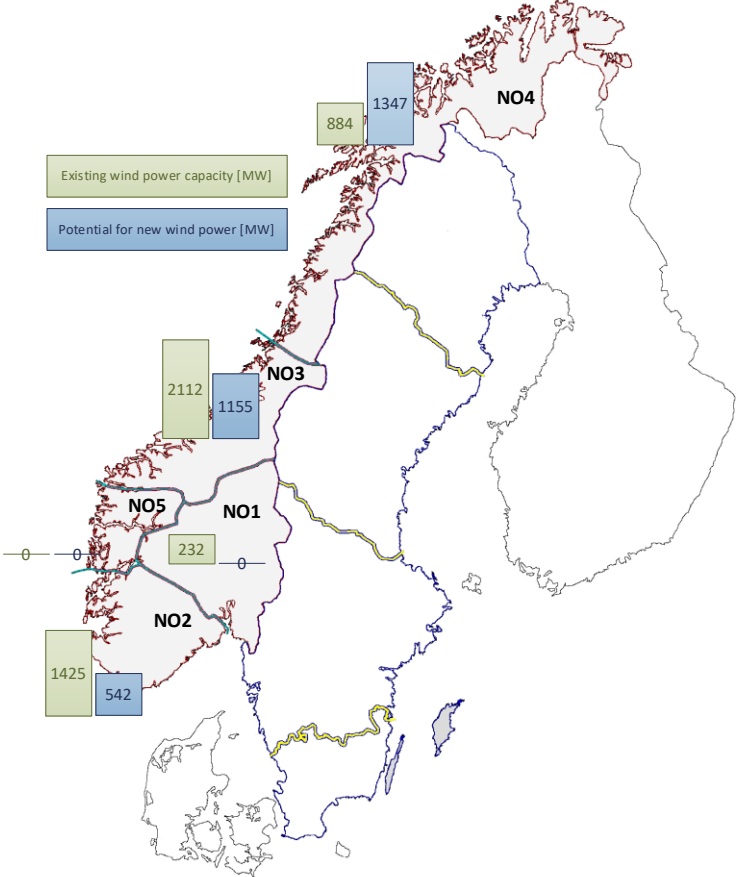 NO4
1347
884
Existing wind power capacity [MW]
Potential for new wind power [MW]
NO3
2112
1155
NO5
NO1
232
0
0
0
NO2
1425
542